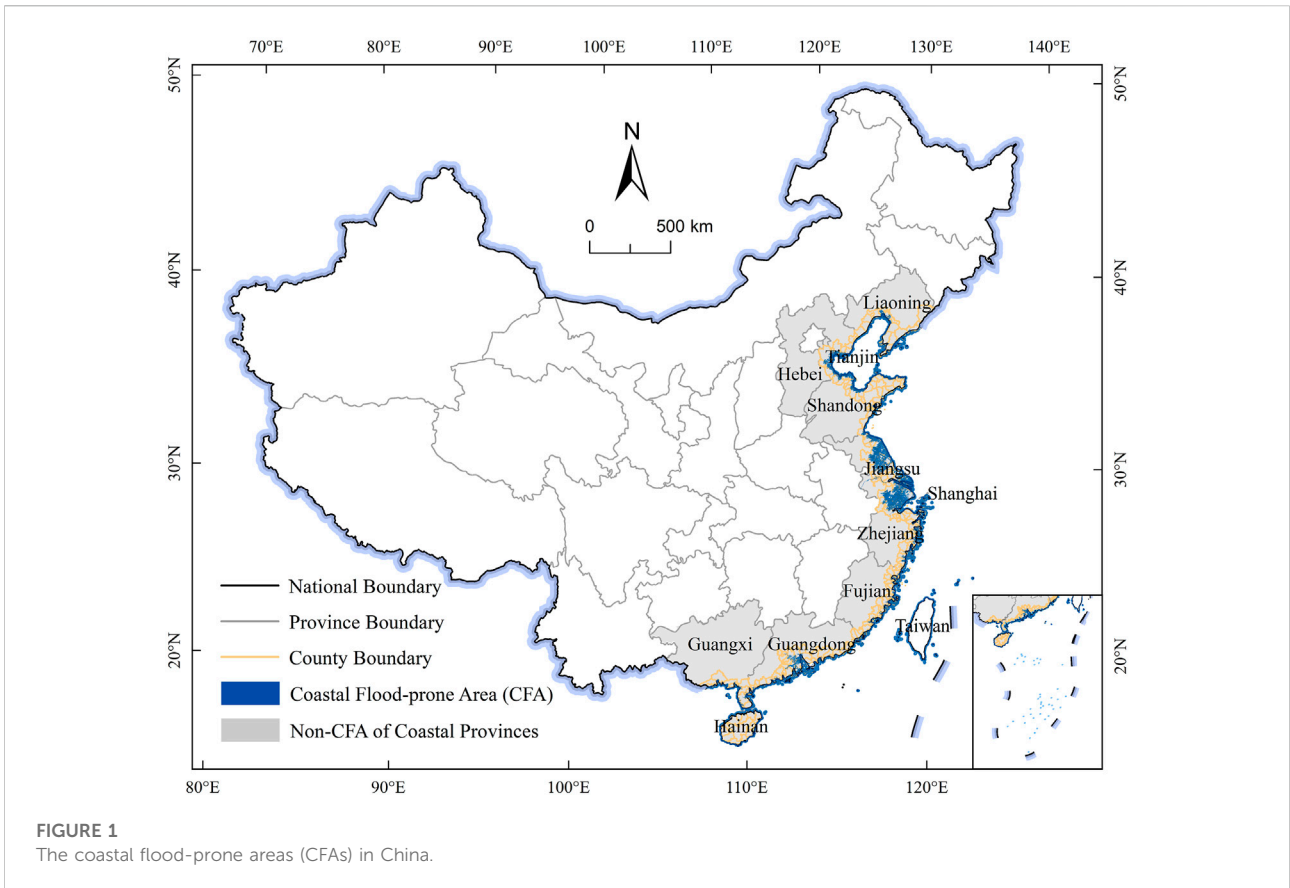 70°E 80°E 90°E 100°E 110°E 120°E 130°E 140°E
50°N 50°N
N
0 500 km
40°N 40°N
Liaoning
Tianjin
Hebei
Shandong
30°N 30°N
Jiangsu
Shanghai
Zhejiang
National Boundary
Fujian
Province Boundary
Taiwan
20°N 20°N
Guangxi Guangdong
County Boundary
Coastal Flood-prone Area (CFA)
Non-CFA of Coastal Provinces
Hainan
80°E 90°E 100°E 110°E 120°E
FIGURE 1
The coastal flood-prone areas (CFAs) in China.